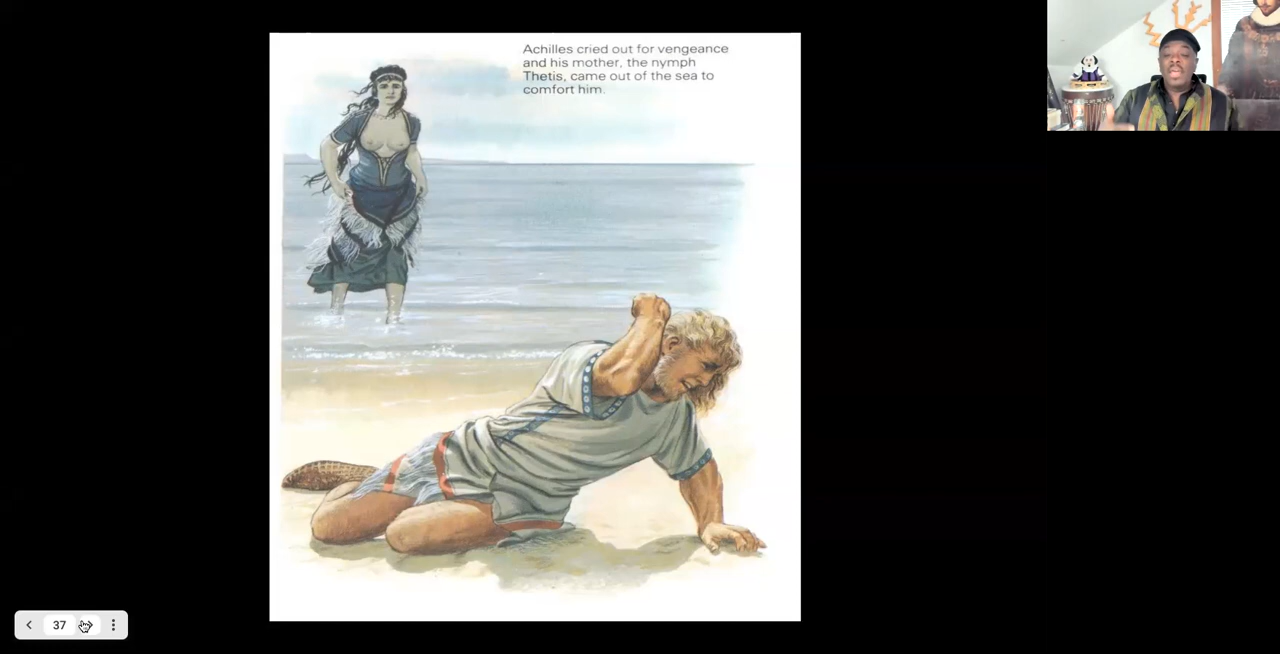 Achilles cried out for vengeance
and his mother, the nymph
Thetis, came out of the sea to
comfort him.
37